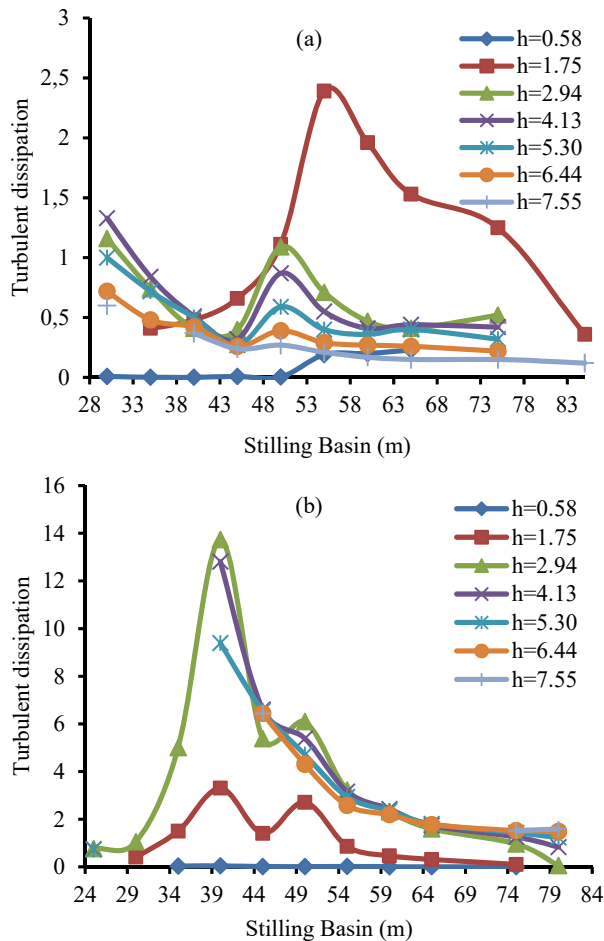 3
(a)
h=0.58
2,5
h=1.75
h=2.94
2
h=4.13
h=5.30
1,5
h=6.44
h=7.55
1
0,5
0
Turbulent dissipation
28 33 38 43 48 53 58 63 68 73 78 83
Stilling Basin (m)
16
(b)
h=0.58
14
h=1.75
12
h=2.94
h=4.13
10
h=5.30
8
h=6.44
h=7.55
6
4
2
0
Turbulent dissipation
24 29 34 39 44 49 54 59 64 69 74 79 84
Stilling Basin (m)